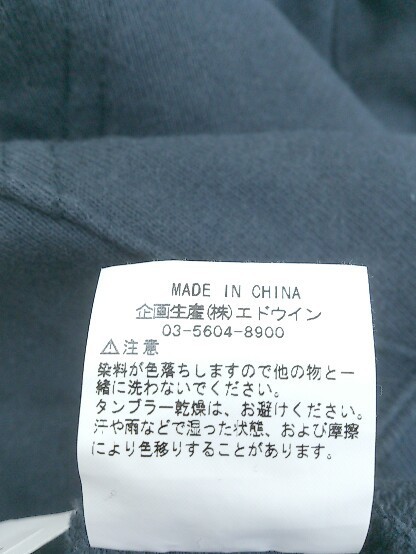 MADE IN CHINA
企画生産(株)エドウイン
03-5604-8900
⚠注意
染料が色落ちしますので他の物と一
緒に洗わないでください。
タンブラー乾燥は、お避けください。
汗や雨などで湿った状態、および摩擦
により色移りすることがあります。